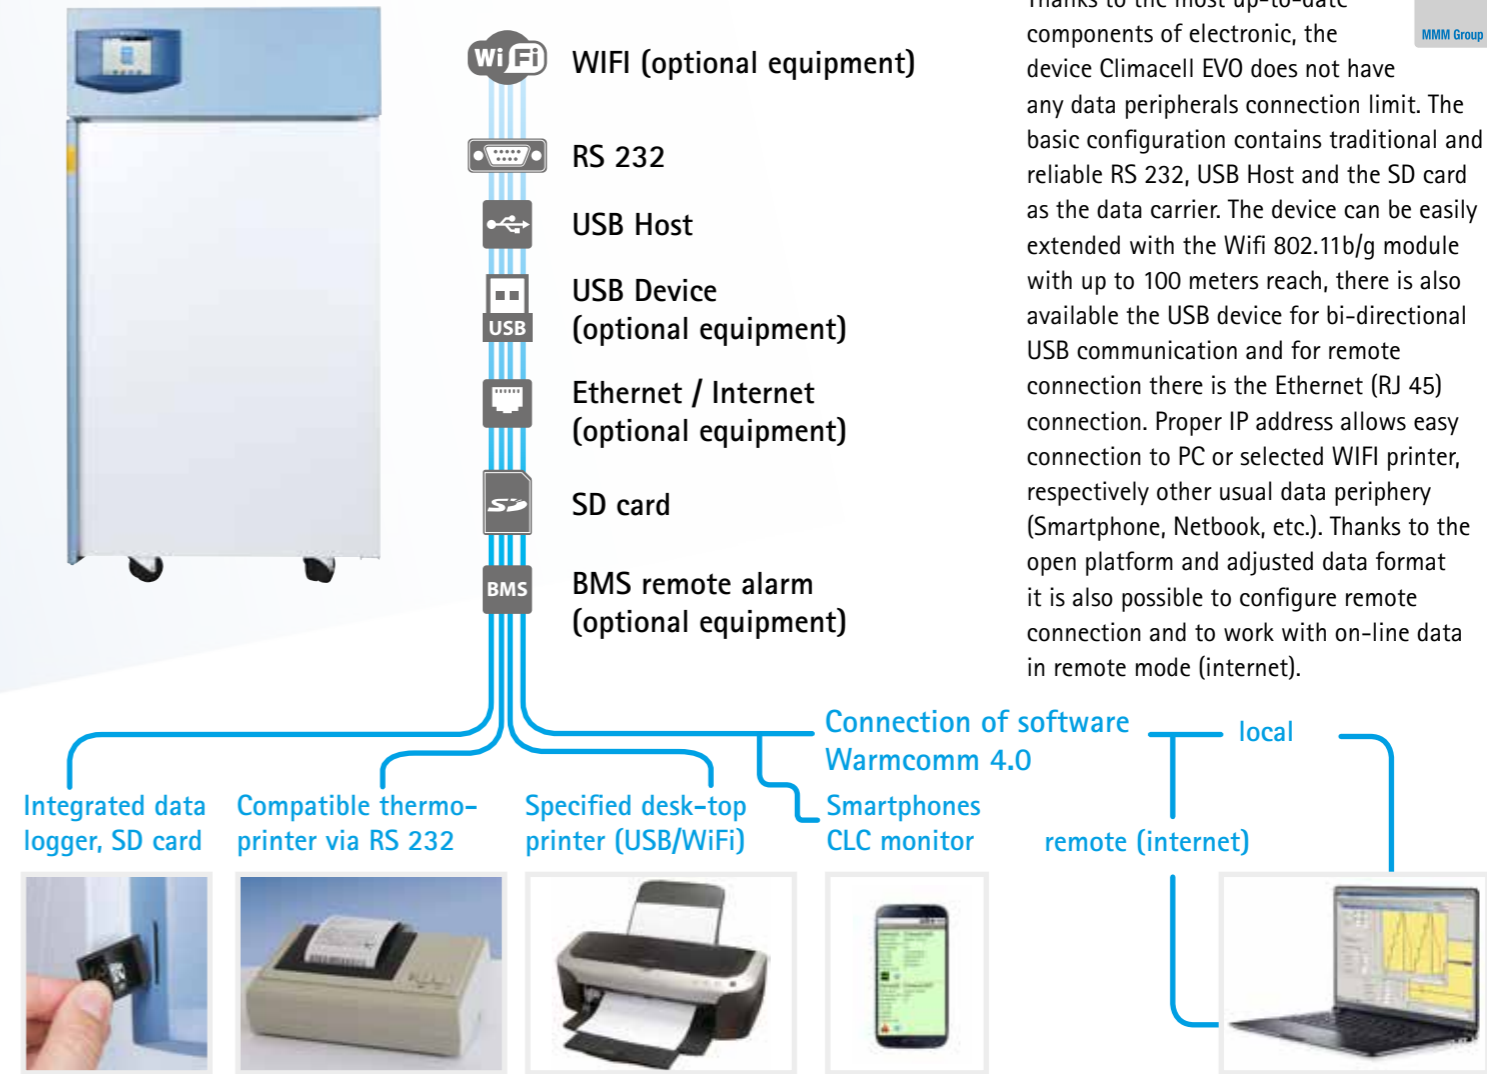 WiFi
WIFI (optional equipment)
RS 232
USB Host
USB
USB Device
(optional equipment)
Ethernet / Internet
(optional equipment)
SD
SD card
BMS
BMS remote alarm
(optional equipment)
Thanks to the most up-to-date
components of electronic, the
device Climacell EVO does not have
any data peripherals connection limit. The
basic configuration contains traditional and
reliable RS 232, USB Host and the SD card
as the data carrier. The device can be easily
extended with the Wifi 802.11b/g module
with up to 100 meters reach, there is also
available the USB device for bi-directional
USB communication and for remote
connection there is the Ethernet (RJ 45)
connection. Proper IP address allows easy
connection to PC or selected WIFI printer,
respectively other usual data periphery
(Smartphone, Netbook, etc.). Thanks to the
open platform and adjusted data format
it is also possible to configure remote
connection and to work with on-line data
in remote mode (internet).
MMM Group
Connection of software
Warmcomm 4.0
local
Integrated data
logger, SD card
Compatible thermo-
printer via RS 232
Specified desk-top
printer (USB/WiFi)
Smartphones
CLC monitor
remote (internet)